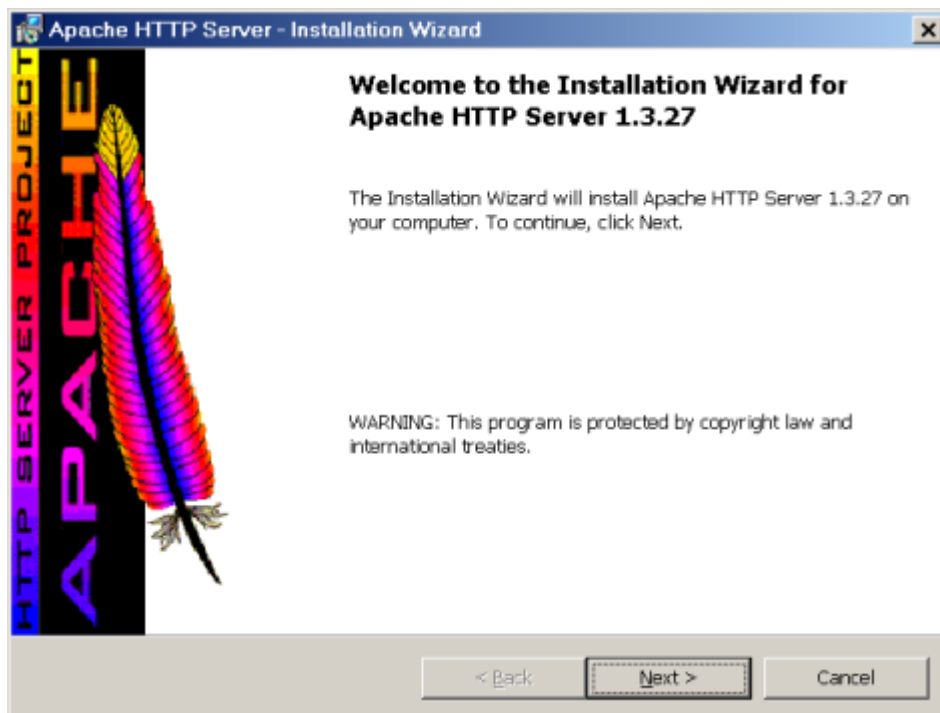 Apache HTTP Server - Installation Wizard
HTTP SERVER PROJECT
APACHE
Welcome to the Installation Wizard for
Apache HTTP Server 1.3.27
The Installation Wizard will install Apache HTTP Server 1.3.27 on
your computer. To continue, click Next.
WARNING: This program is protected by copyright law and
international treaties.
< Back
Next >
Cancel